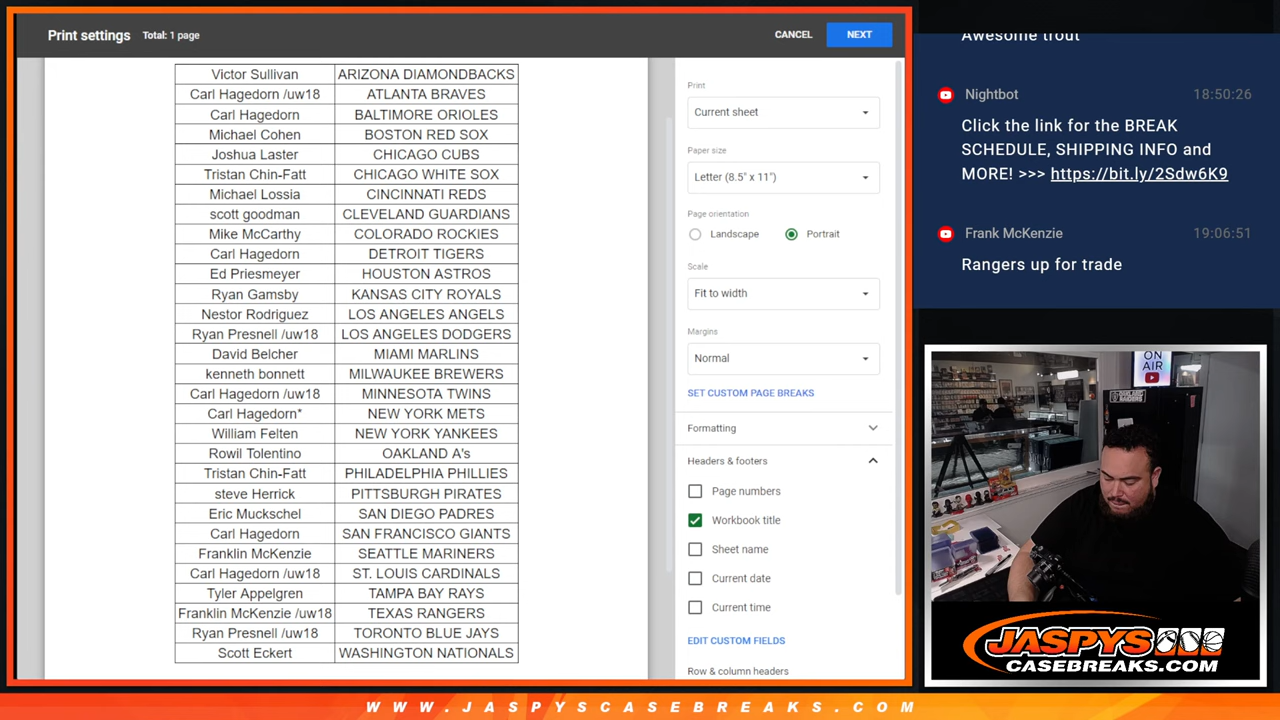 Print settings Total: 1 page CANCEL NEXT
Victor Sullivan ARIZONA DIAMONDBACKS
Carl Hagedorn /uw18 ATLANTA BRAVES
Carl Hagedorn BALTIMORE ORIOLES
Michael Cohen BOSTON RED SOX
Joshua Laster CHICAGO CUBS
Tristan Chin-Fatt CHICAGO WHITE SOX
Michael Lossia CINCINNATI REDS
scott goodman CLEVELAND GUARDIANS
Mike McCarthy COLORADO ROCKIES
Carl Hagedorn DETROIT TIGERS
Ed Priesmeyer HOUSTON ASTROS
Ryan Gamsby KANSAS CITY ROYALS
Nestor Rodriguez LOS ANGELES ANGELS
Ryan Presnell /uw18 LOS ANGELES DODGERS
David Belcher MIAMI MARLINS
kenneth bonnett MILWAUKEE BREWERS
Carl Hagedorn /uw18 MINNESOTA TWINS
Carl Hagedorn* NEW YORK METS
William Felten NEW YORK YANKEES
Rowil Tolentino OAKLAND A's
Tristan Chin-Fatt PHILADELPHIA PHILLIES
steve Herrick PITTSBURGH PIRATES
Eric Muckschel SAN DIEGO PADRES
Carl Hagedorn SAN FRANCISCO GIANTS
Franklin McKenzie SEATTLE MARINERS
Carl Hagedorn /uw18 ST. LOUIS CARDINALS
Tyler Appelgren TAMPA BAY RAYS
Franklin McKenzie /uw18 TEXAS RANGERS
Ryan Presnell /uw18 TORONTO BLUE JAYS
Scott Eckert WASHINGTON NATIONALS
Print
Current sheet
Paper size
Letter (8.5" x 11")
Page orientation
Landscape Portrait
Scale
Fit to width
Margins
Normal
SET CUSTOM PAGE BREAKS
Formatting
Headers & footers
Page numbers
Workbook title
Sheet name
Current date
Current time
EDIT CUSTOM FIELDS
Row & column headers
Awesome trout
Nightbot 18:50:26
Click the link for the BREAK
SCHEDULE, SHIPPING INFO and
MORE! >>> https://bit.ly/2Sdw6K9
Frank McKenzie 19:06:51
Rangers up for trade
ON
AIR
JASPYS
CASEBREAKS.COM
WWW.JASPYSCASEBREAKS.COM